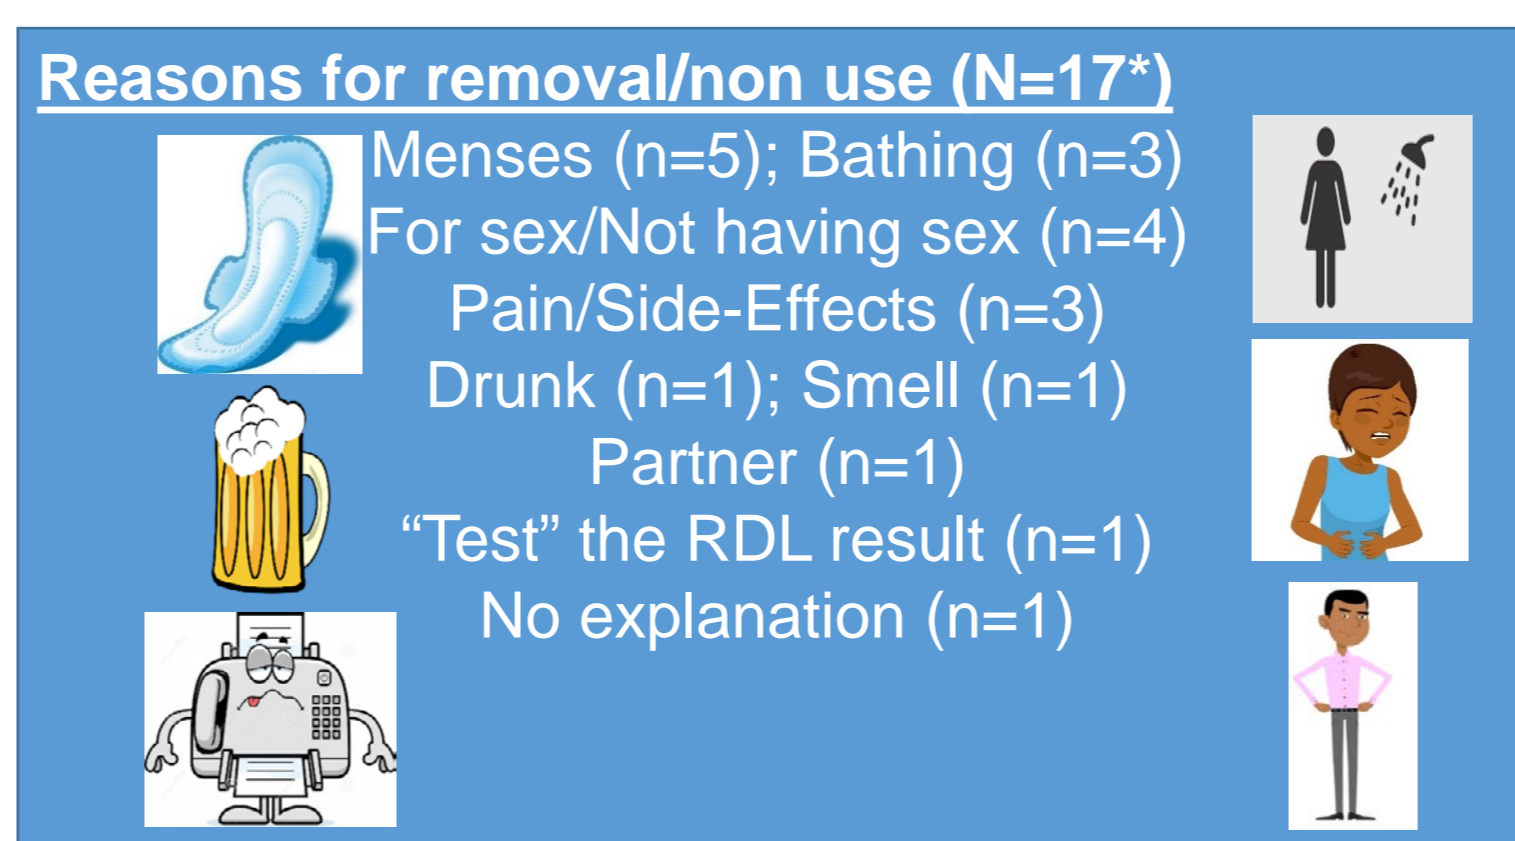 Reasons for removal/non use (N=17*)
Menses (n=5); Bathing (n=3)
For sex/Not having sex (n=4)
Pain/Side-Effects (n=3)
Drunk (n=1); Smell (n=1)
Partner (n=1)
“Test” the RDL result (n=1)
No explanation (n=1)